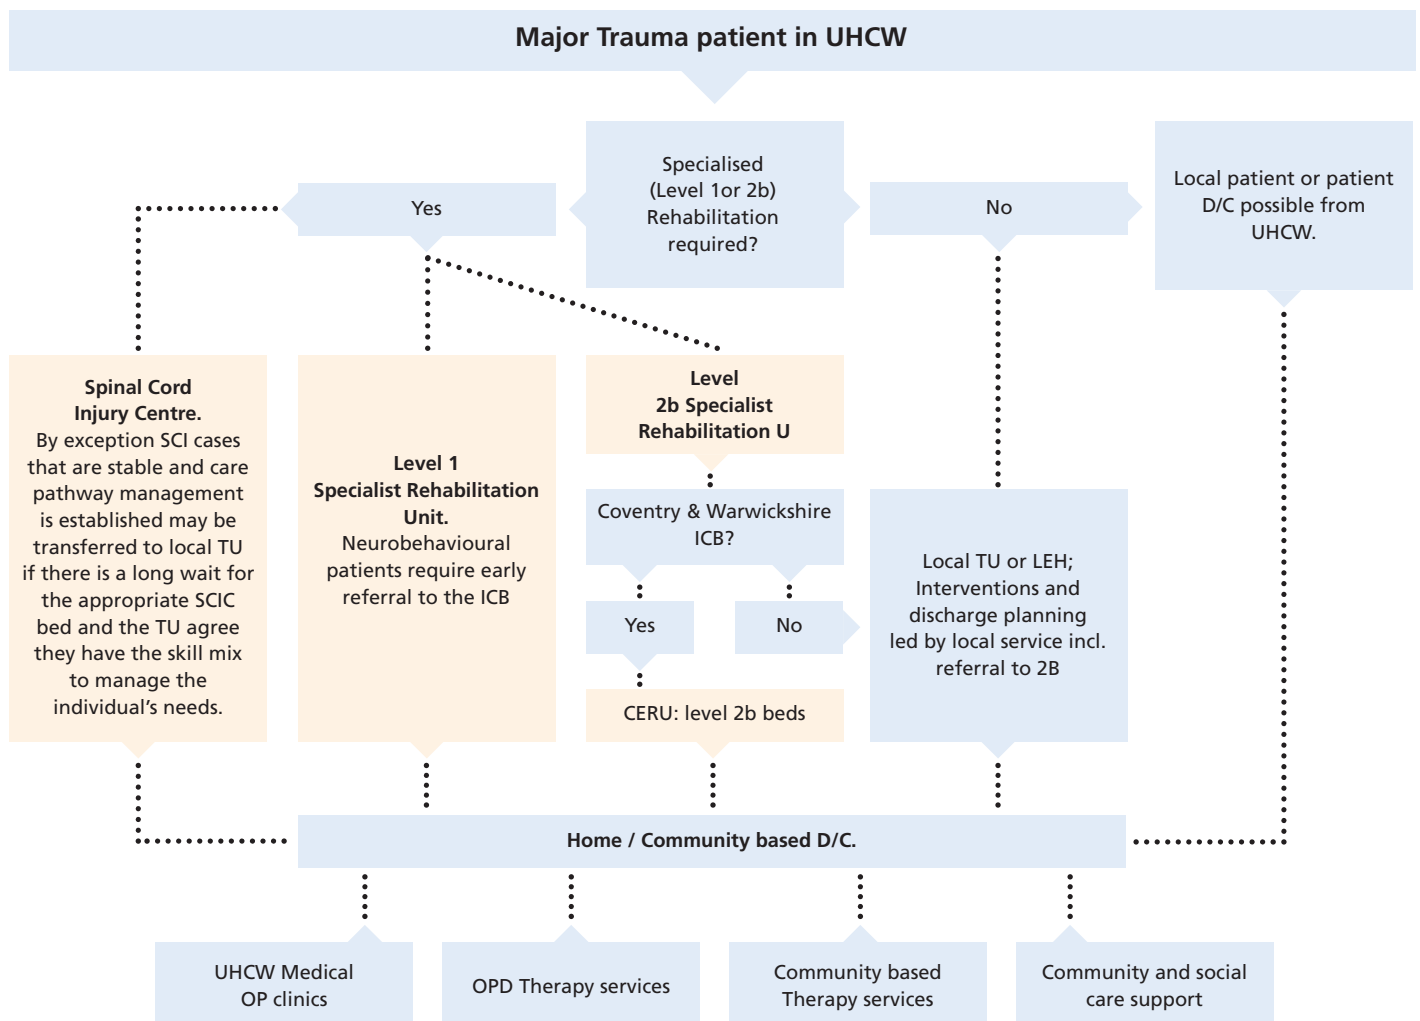 Major Trauma patient in UHCW
Specialised
(Level 1or 2b)
Rehabilitation
required?
Yes
No
Local patient or patient
D/C possible from
UHCW.
Spinal Cord
Injury Centre.
By exception SCI cases
that are stable and care
pathway management
is established may be
transferred to local TU
if there is a long wait for
the appropriate SCIC
bed and the TU agree
they have the skill mix
to manage the
individual’s needs.
Level 1
Specialist Rehabilitation
Unit.
Neurobehavioural
patients require early
referral to the ICB
Level
2b Specialist
Rehabilitation U
Coventry & Warwickshire
ICB?
Yes
No
CERU: level 2b beds
Local TU or LEH;
Interventions and
discharge planning
led by local service incl.
referral to 2B
Home / Community based D/C.
UHCW Medical
OP clinics
OPD Therapy services
Community based
Therapy services
Community and social
care support